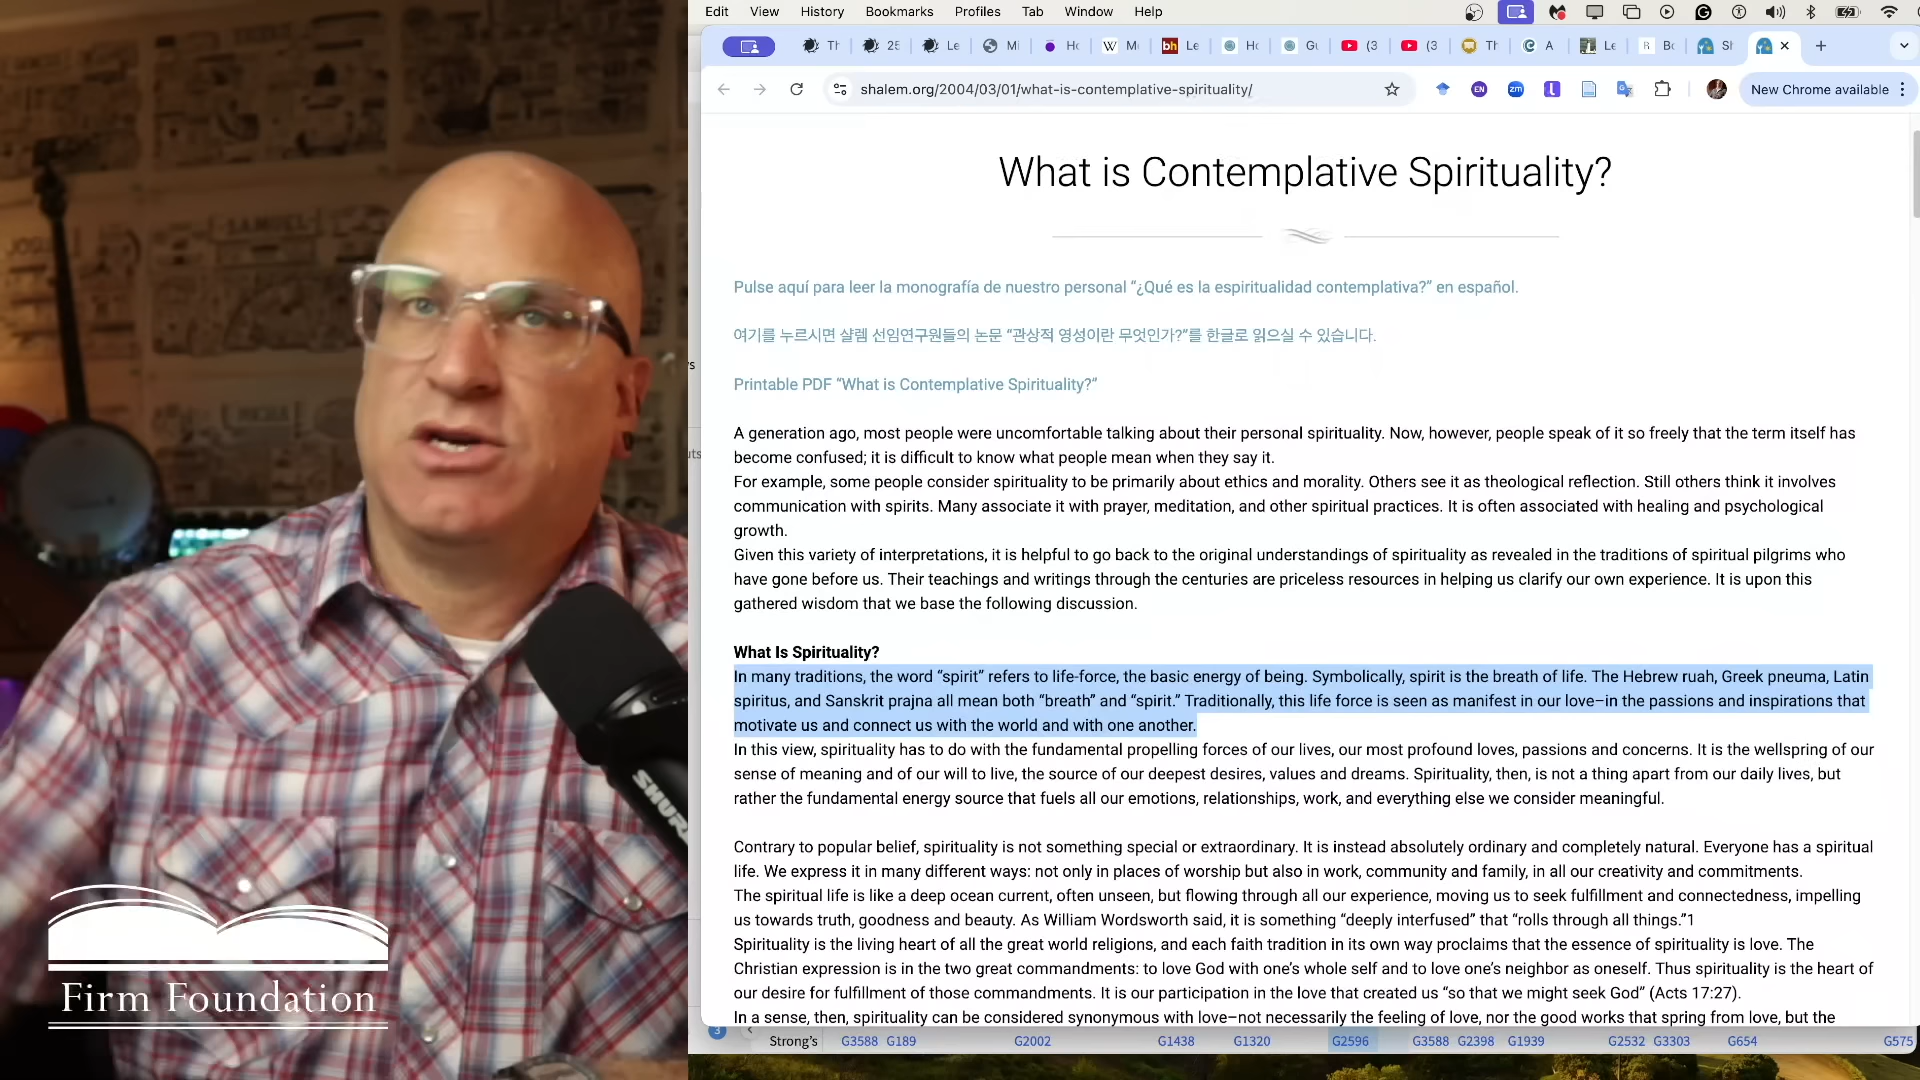 Edit View History Bookmarks Profiles Tab Window Help
Th 2E Le Mi Ho W M bh Le Ho Gu (3 (3 Th A Le R Bo Sh
shalem.org/2004/03/01/what-is-contemplative-spirituality/
EN zm New Chrome available
What is Contemplative Spirituality?
Pulse aquí para leer la monografía de nuestro personal “¿Qué es la espiritualidad contemplativa?” en español.
여기를 누르시면 샬렘 선임연구원들의 논문 “관상적 영성이란 무엇인가?”를 한글로 읽으실 수 있습니다.
Printable PDF “What is Contemplative Spirituality?”
A generation ago, most people were uncomfortable talking about their personal spirituality. Now, however, people speak of it so freely that the term itself has
become confused; it is difficult to know what people mean when they say it.
For example, some people consider spirituality to be primarily about ethics and morality. Others see it as theological reflection. Still others think it involves
communication with spirits. Many associate it with prayer, meditation, and other spiritual practices. It is often associated with healing and psychological
growth.
Given this variety of interpretations, it is helpful to go back to the original understandings of spirituality as revealed in the traditions of spiritual pilgrims who
have gone before us. Their teachings and writings through the centuries are priceless resources in helping us clarify our own experience. It is upon this
gathered wisdom that we base the following discussion.
What Is Spirituality?
In many traditions, the word “spirit” refers to life-force, the basic energy of being. Symbolically, spirit is the breath of life. The Hebrew ruah, Greek pneuma, Latin
spiritus, and Sanskrit prajna all mean both “breath” and “spirit.” Traditionally, this life force is seen as manifest in our love–in the passions and inspirations that
motivate us and connect us with the world and with one another.
In this view, spirituality has to do with the fundamental propelling forces of our lives, our most profound loves, passions and concerns. It is the wellspring of our
sense of meaning and of our will to live, the source of our deepest desires, values and dreams. Spirituality, then, is not a thing apart from our daily lives, but
rather the fundamental energy source that fuels all our emotions, relationships, work, and everything else we consider meaningful.
Contrary to popular belief, spirituality is not something special or extraordinary. It is instead absolutely ordinary and completely natural. Everyone has a spiritual
life. We express it in many different ways: not only in places of worship but also in work, community and family, in all our creativity and commitments.
The spiritual life is like a deep ocean current, often unseen, but flowing through all our experience, moving us to seek fulfillment and connectedness, impelling
us towards truth, goodness and beauty. As William Wordsworth said, it is something “deeply interfused” that “rolls through all things.”1
Spirituality is the living heart of all the great world religions, and each faith tradition in its own way proclaims that the essence of spirituality is love. The
Christian expression is in the two great commandments: to love God with one’s whole self and to love one’s neighbor as oneself. Thus spirituality is the heart of
our desire for fulfillment of those commandments. It is our participation in the love that created us “so that we might seek God” (Acts 17:27).
In a sense, then, spirituality can be considered synonymous with love–not necessarily the feeling of love, nor the good works that spring from love, but the
3 Strong’s G3588 G189 G2002 G1438 G1320 G2596 G3588 G2398 G1939 G2532 G3303 G654 G575
SHURE
Firm Foundation